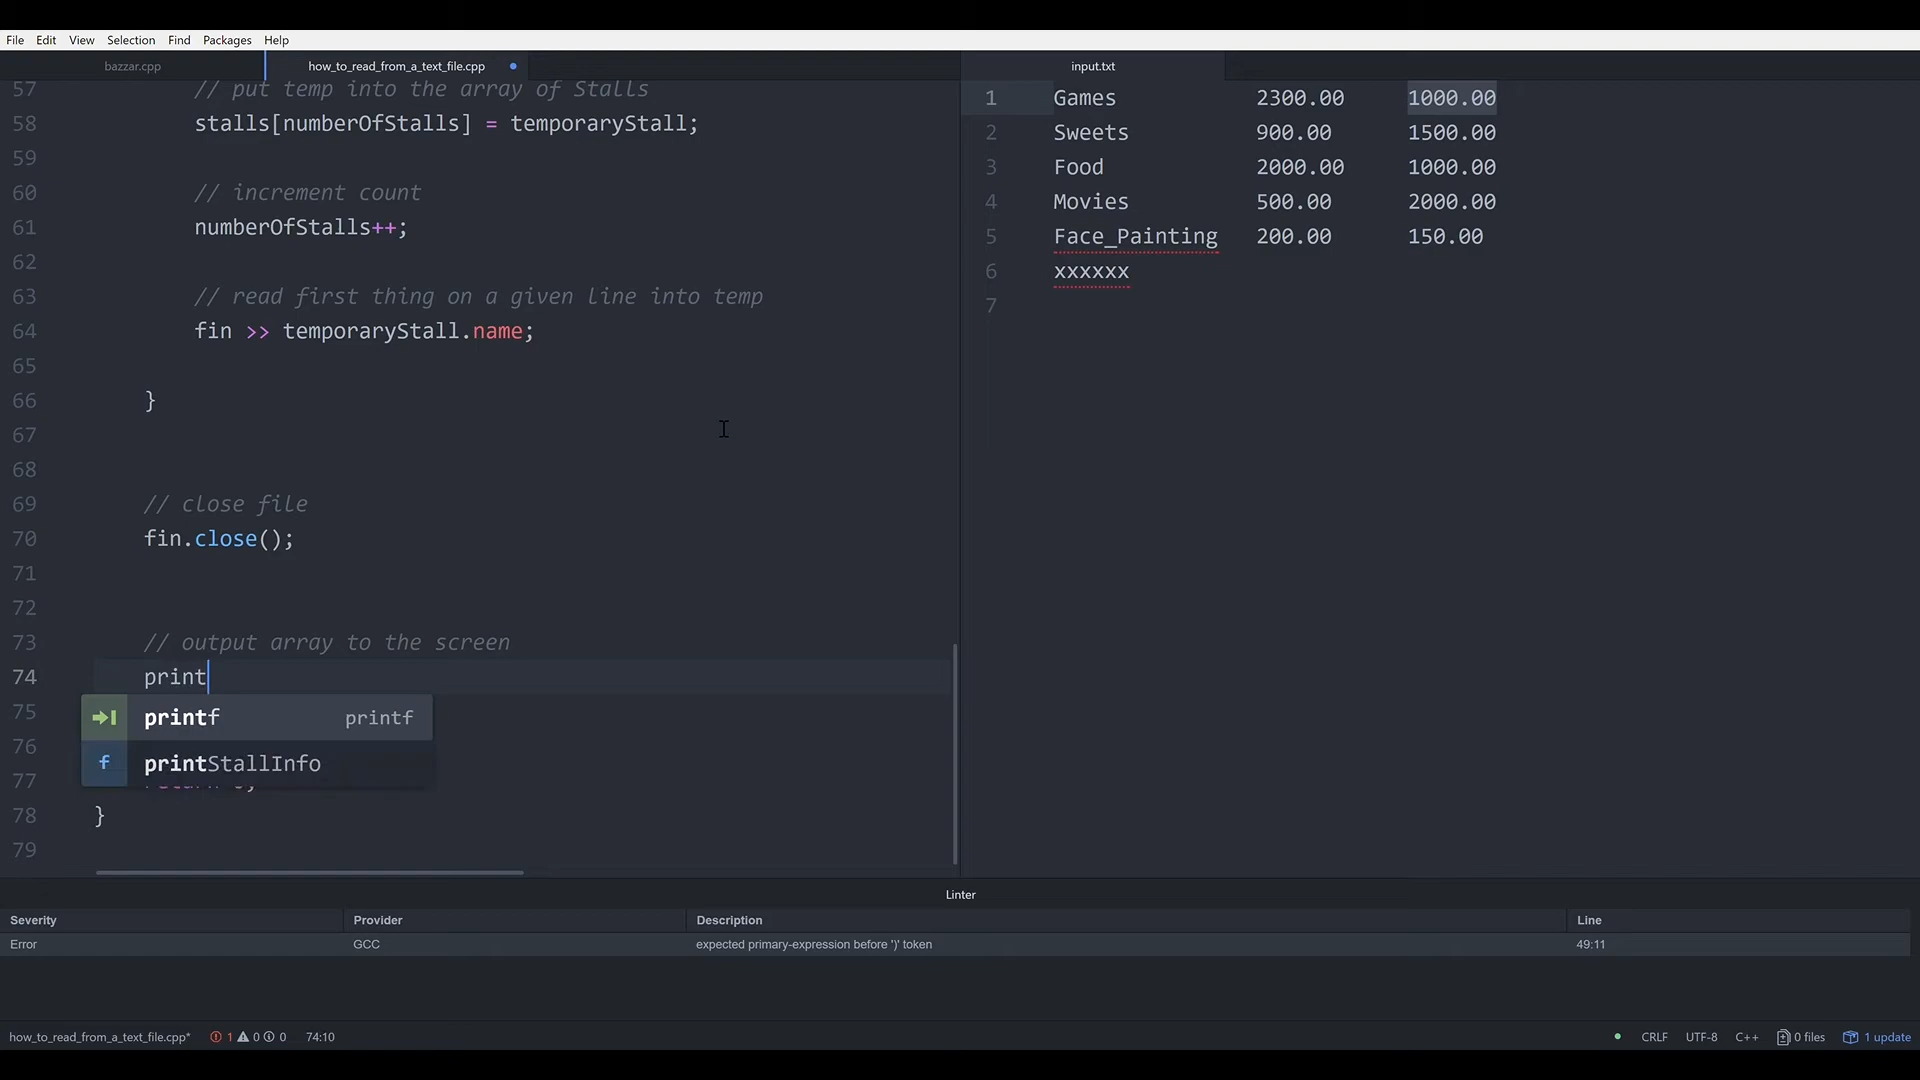 File Edit View Selection Find Packages Help
bazzar.cpp how_to_read_from_a_text_file.cpp input.txt
57 // put temp into the array of Stalls
58 stalls[numberOfStalls] = temporaryStall;
59
60 // increment count
61 numberOfStalls++;
62
63 // read first thing on a given line into temp
64 fin >> temporaryStall.name;
65
66 }
67
68
69 // close file
70 fin.close();
71
72
73 // output array to the screen
74 print
75
76
77
78 }
79
printf printf
f printStallInfo
1 Games 2300.00 1000.00
2 Sweets 900.00 1500.00
3 Food 2000.00 1000.00
4 Movies 500.00 2000.00
5 Face_Painting 200.00 150.00
6 xxxxxx
7
Linter
Severity Provider Description Line
Error GCC expected primary-expression before ')' token 49:11
how_to_read_from_a_text_file.cpp* 1 0 0 74:10 CRLF UTF-8 C++ 0 files 1 update